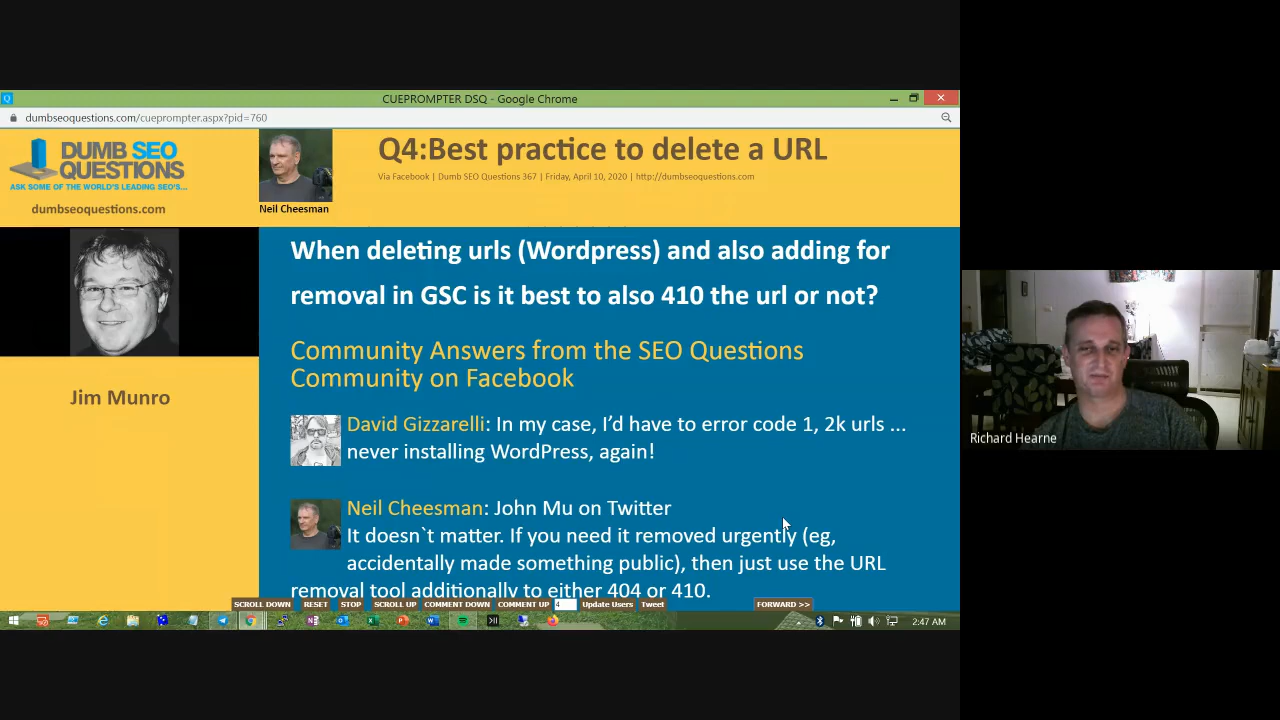 CUEPROMPTER DSQ - Google Chrome
dumbseoquestions.com/cueprompter.aspx?pid=760
DUMB SEO
QUESTIONS
ASK SOME OF THE WORLD'S LEADING SEO'S...
dumbseoquestions.com
Neil Cheesman
Q4:Best practice to delete a URL
Via Facebook | Dumb SEO Questions 367 | Friday, April 10, 2020 | http://dumbseoquestions.com
Jim Munro
When deleting urls (Wordpress) and also adding for
removal in GSC is it best to also 410 the url or not?
Community Answers from the SEO Questions
Community on Facebook
David Gizzarelli: In my case, I'd have to error code 1, 2k urls ...
never installing WordPress, again!
Neil Cheesman: John Mu on Twitter
It doesn`t matter. If you need it removed urgently (eg,
accidentally made something public), then just use the URL
removal tool additionally to either 404 or 410.
SCROLL DOWN RESET STOP SCROLL UP COMMENT DOWN COMMENT UP 4 Update Users Tweet FORWARD >>
2:47 AM
Richard Hearne